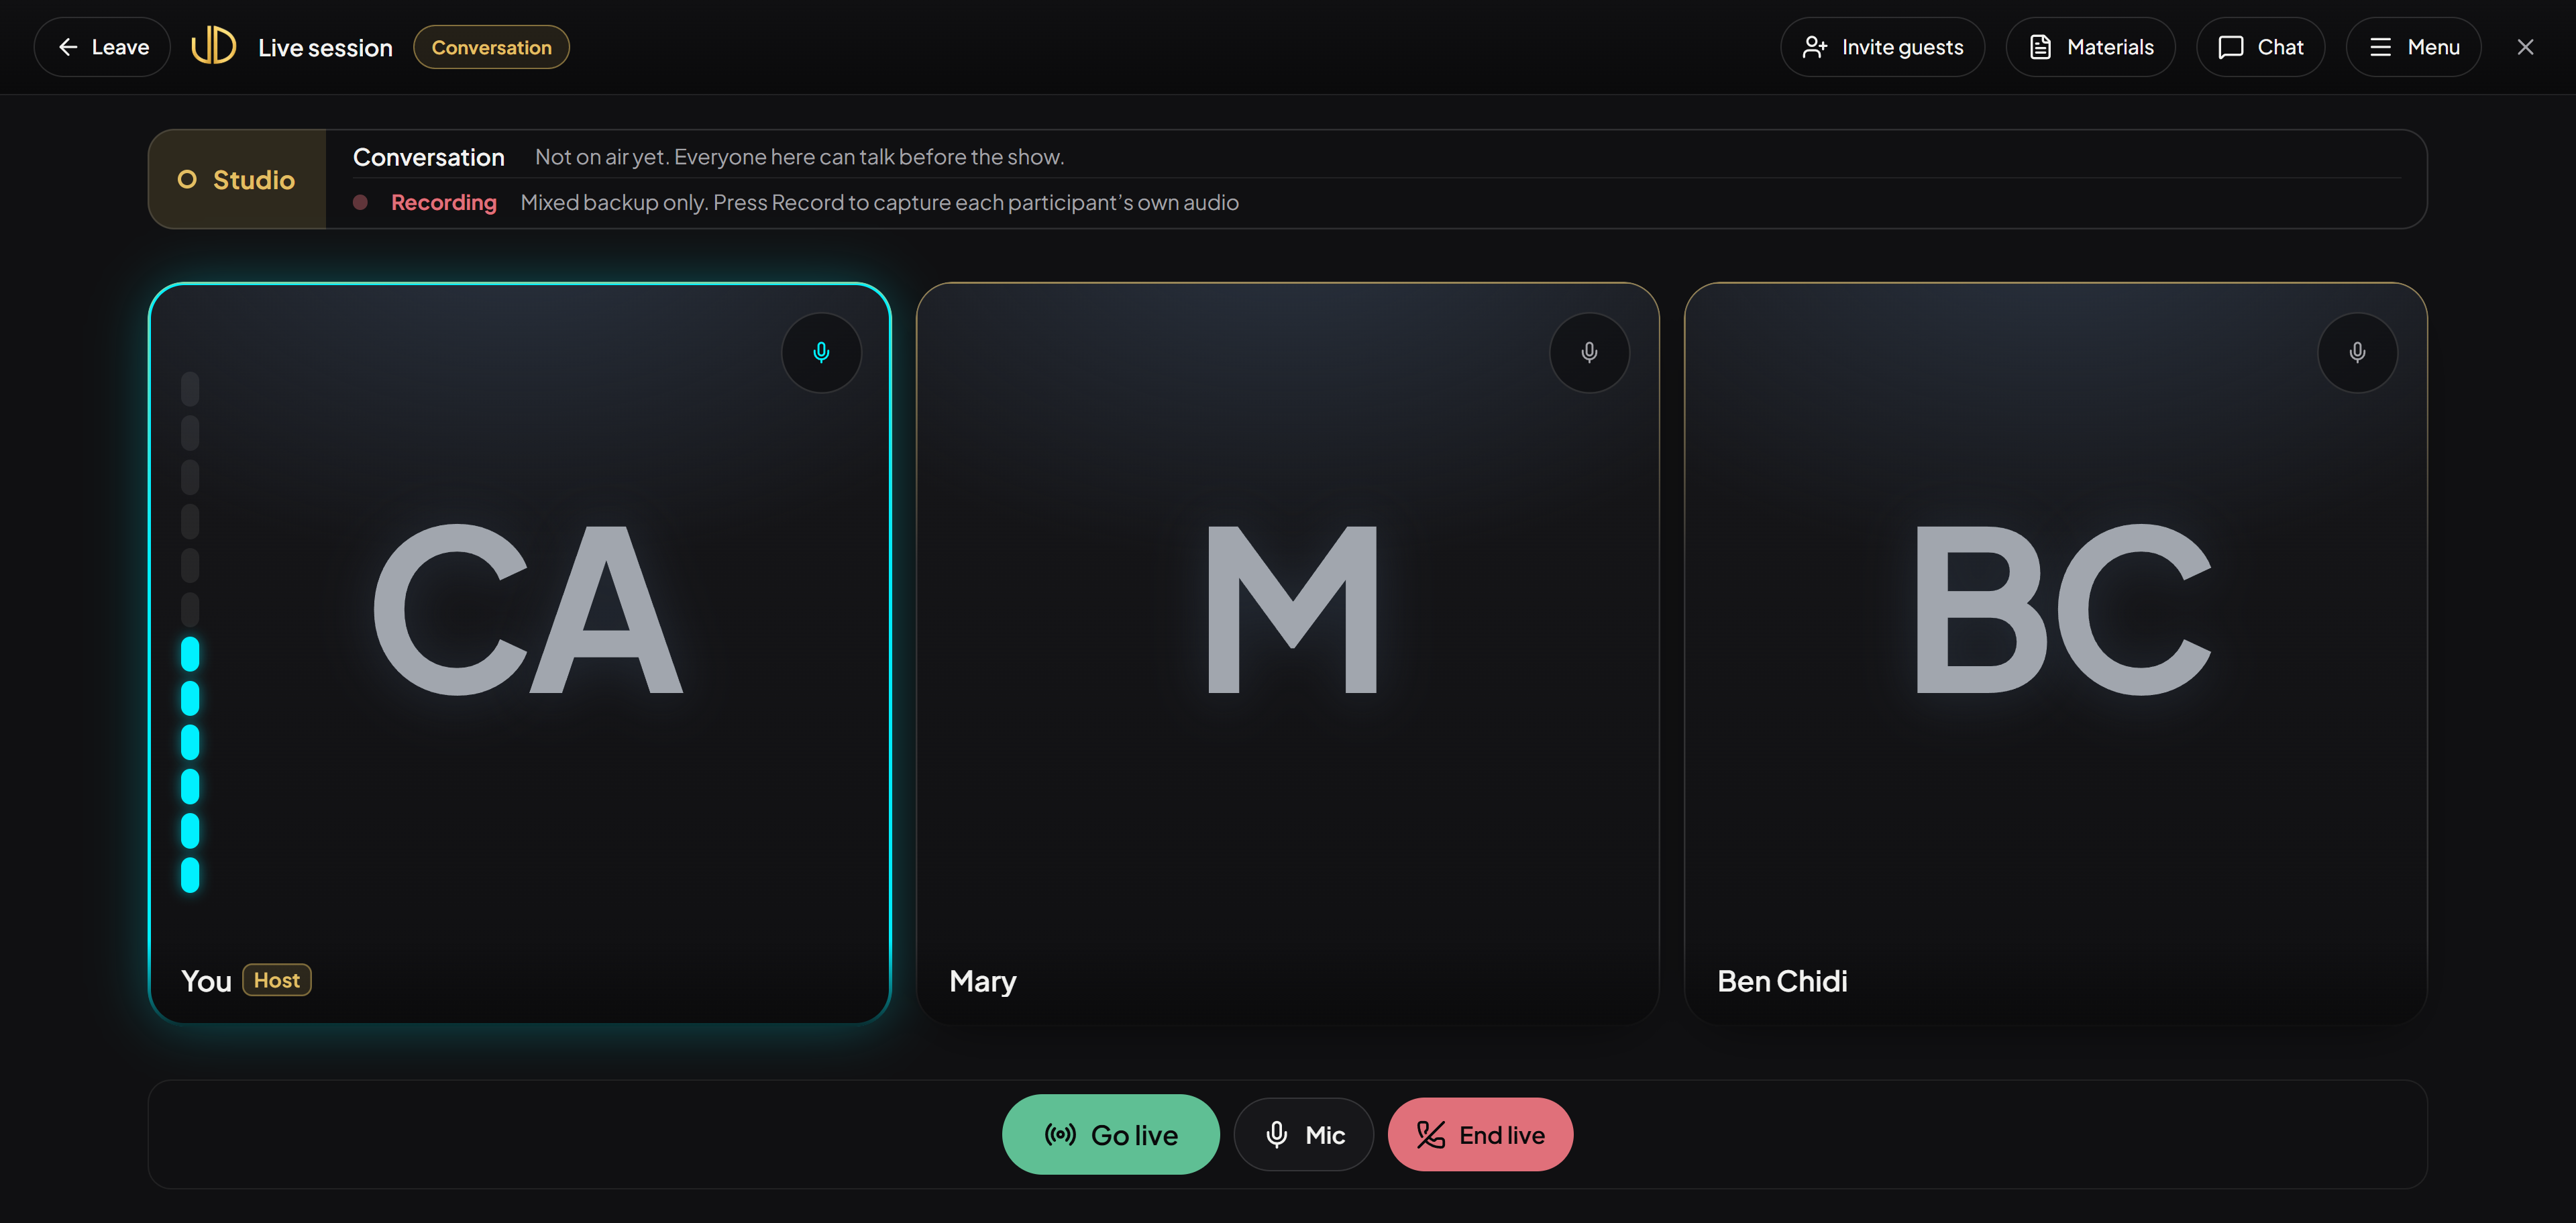 Leave
Live session
Conversation
Invite guests
Materials
Chat
Menu
Studio
Conversation Not on air yet. Everyone here can talk before the show.
Recording Mixed backup only. Press Record to capture each participant’s own audio
CA
M
BC
You Host
Mary
Ben Chidi
Go live
Mic
End live